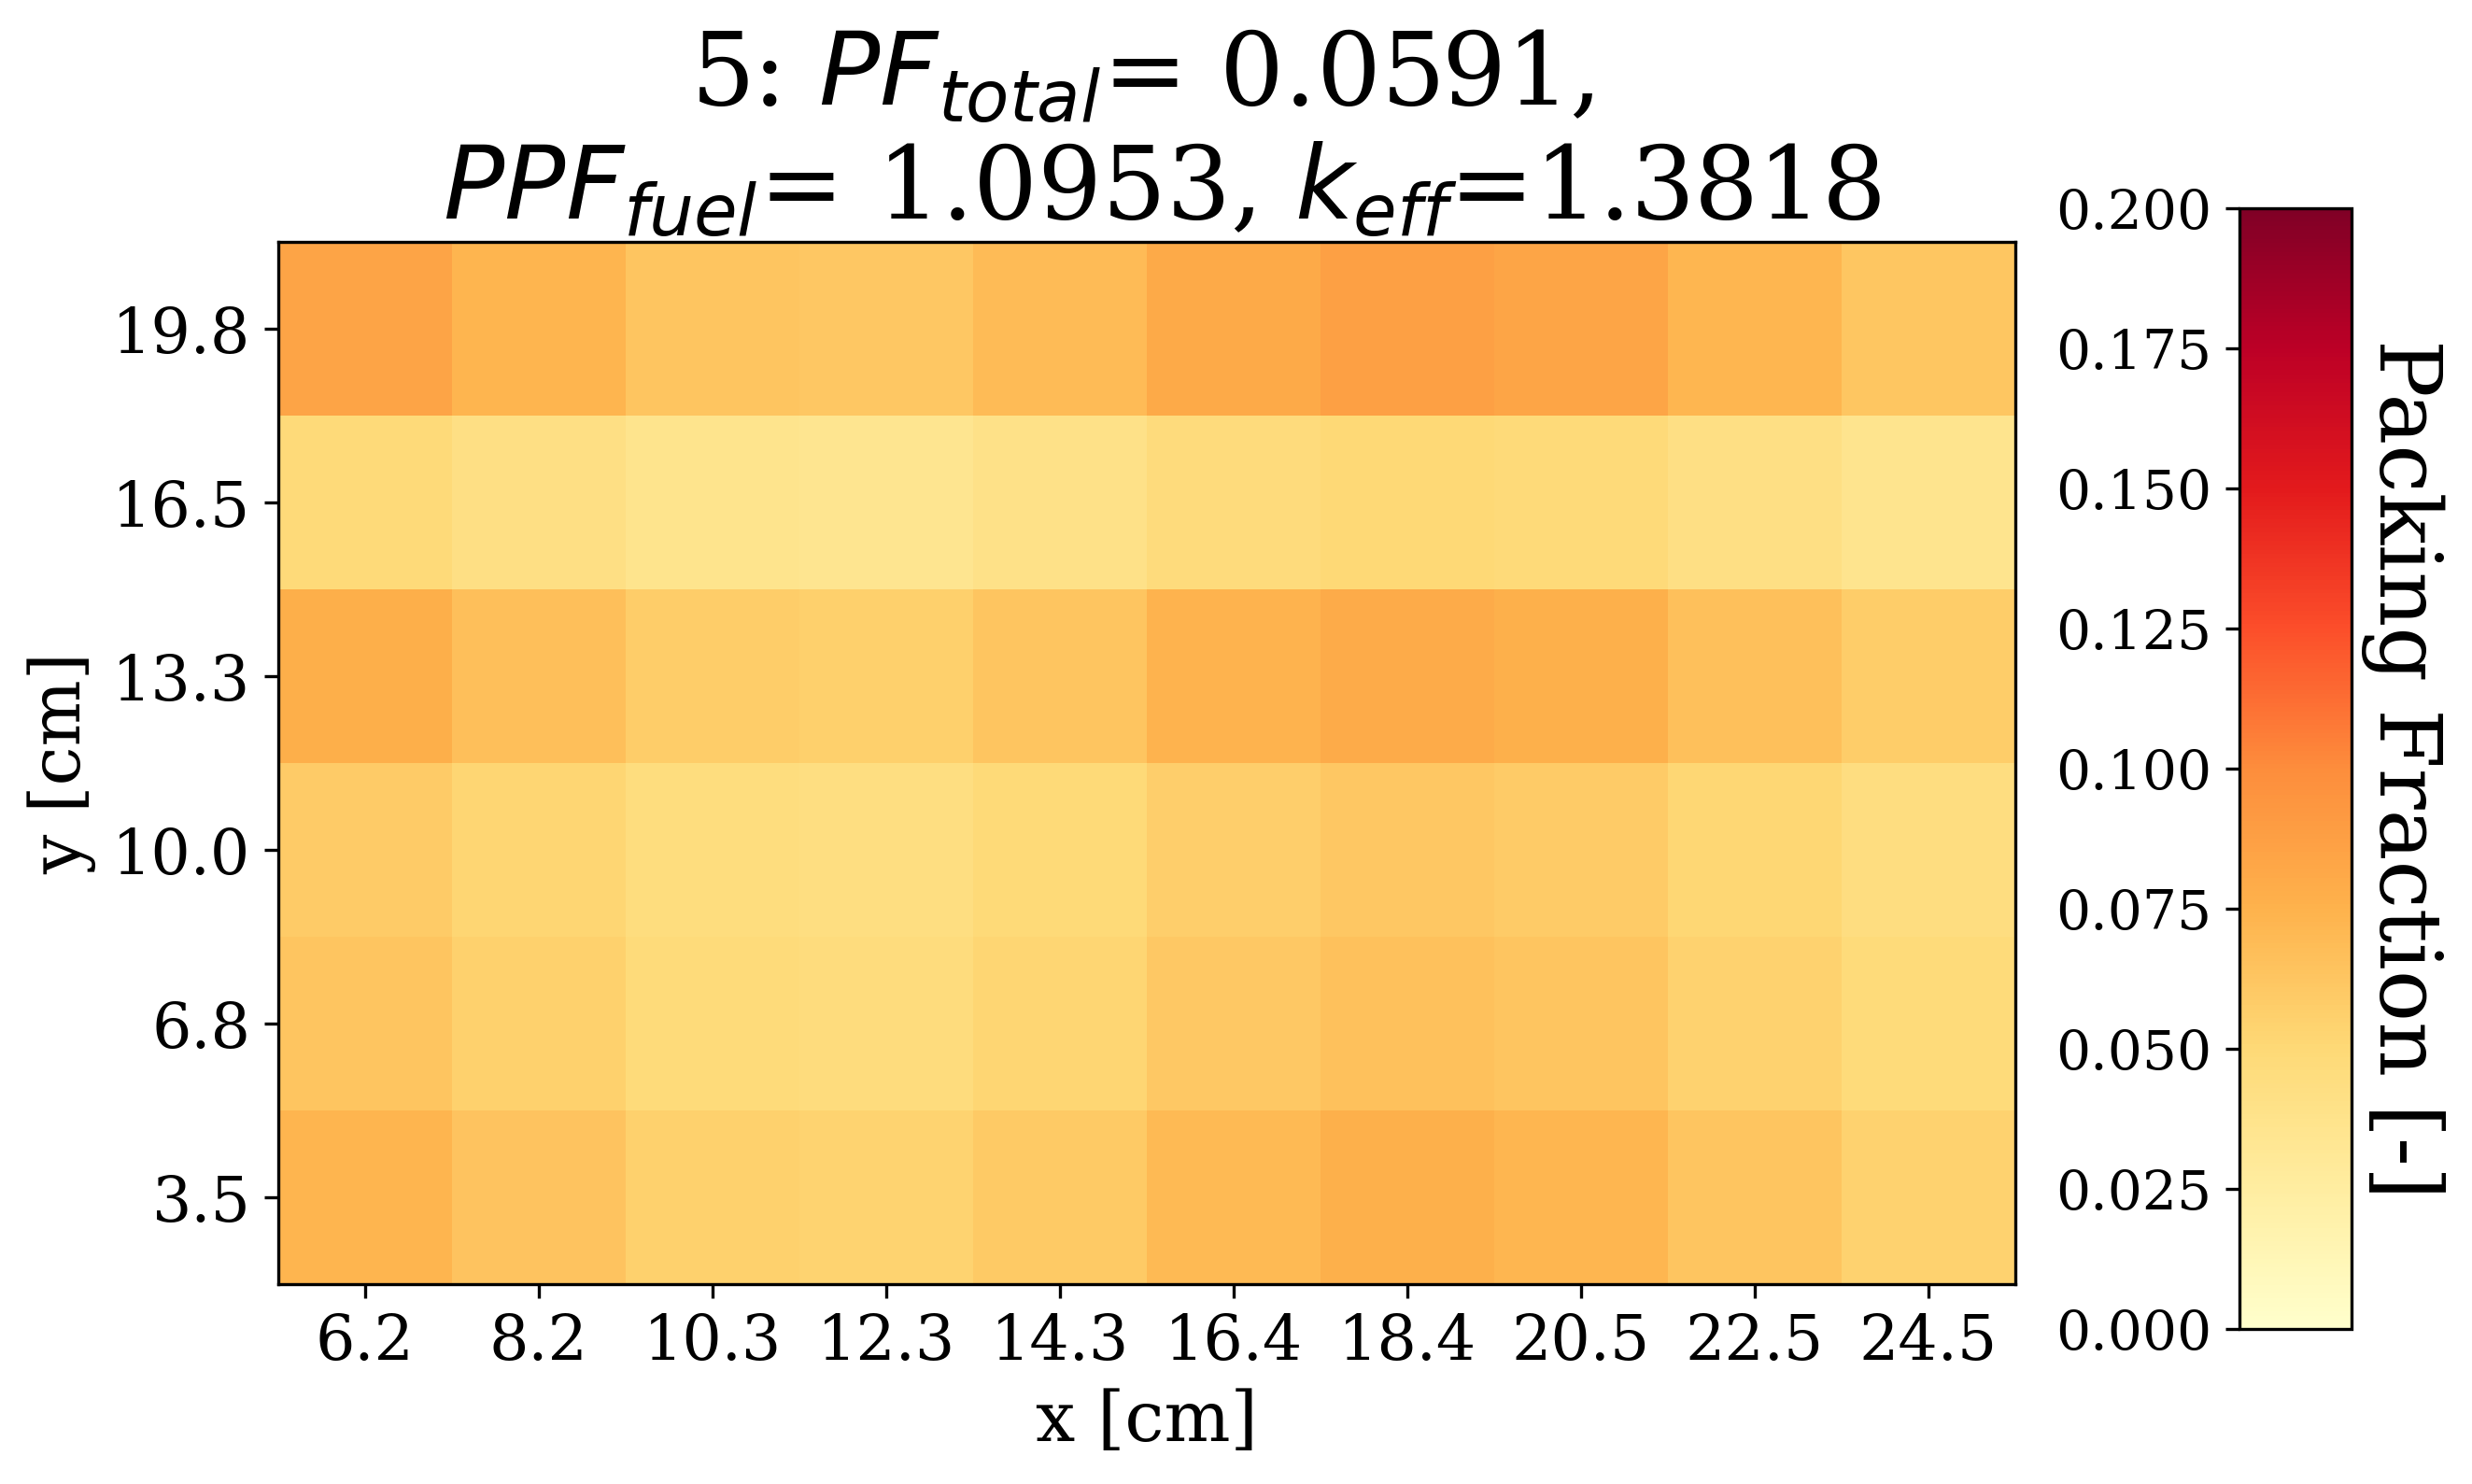 5: PF_total= 0.0591,
PPF_fuel= 1.0953, k_eff=1.3818
y [cm]
19.8
16.5
13.3
10.0
6.8
3.5
6.2 8.2 10.3 12.3 14.3 16.4 18.4 20.5 22.5 24.5
x [cm]
0.200
0.175
0.150
0.125
0.100
0.075
0.050
0.025
0.000
Packing Fraction [-]